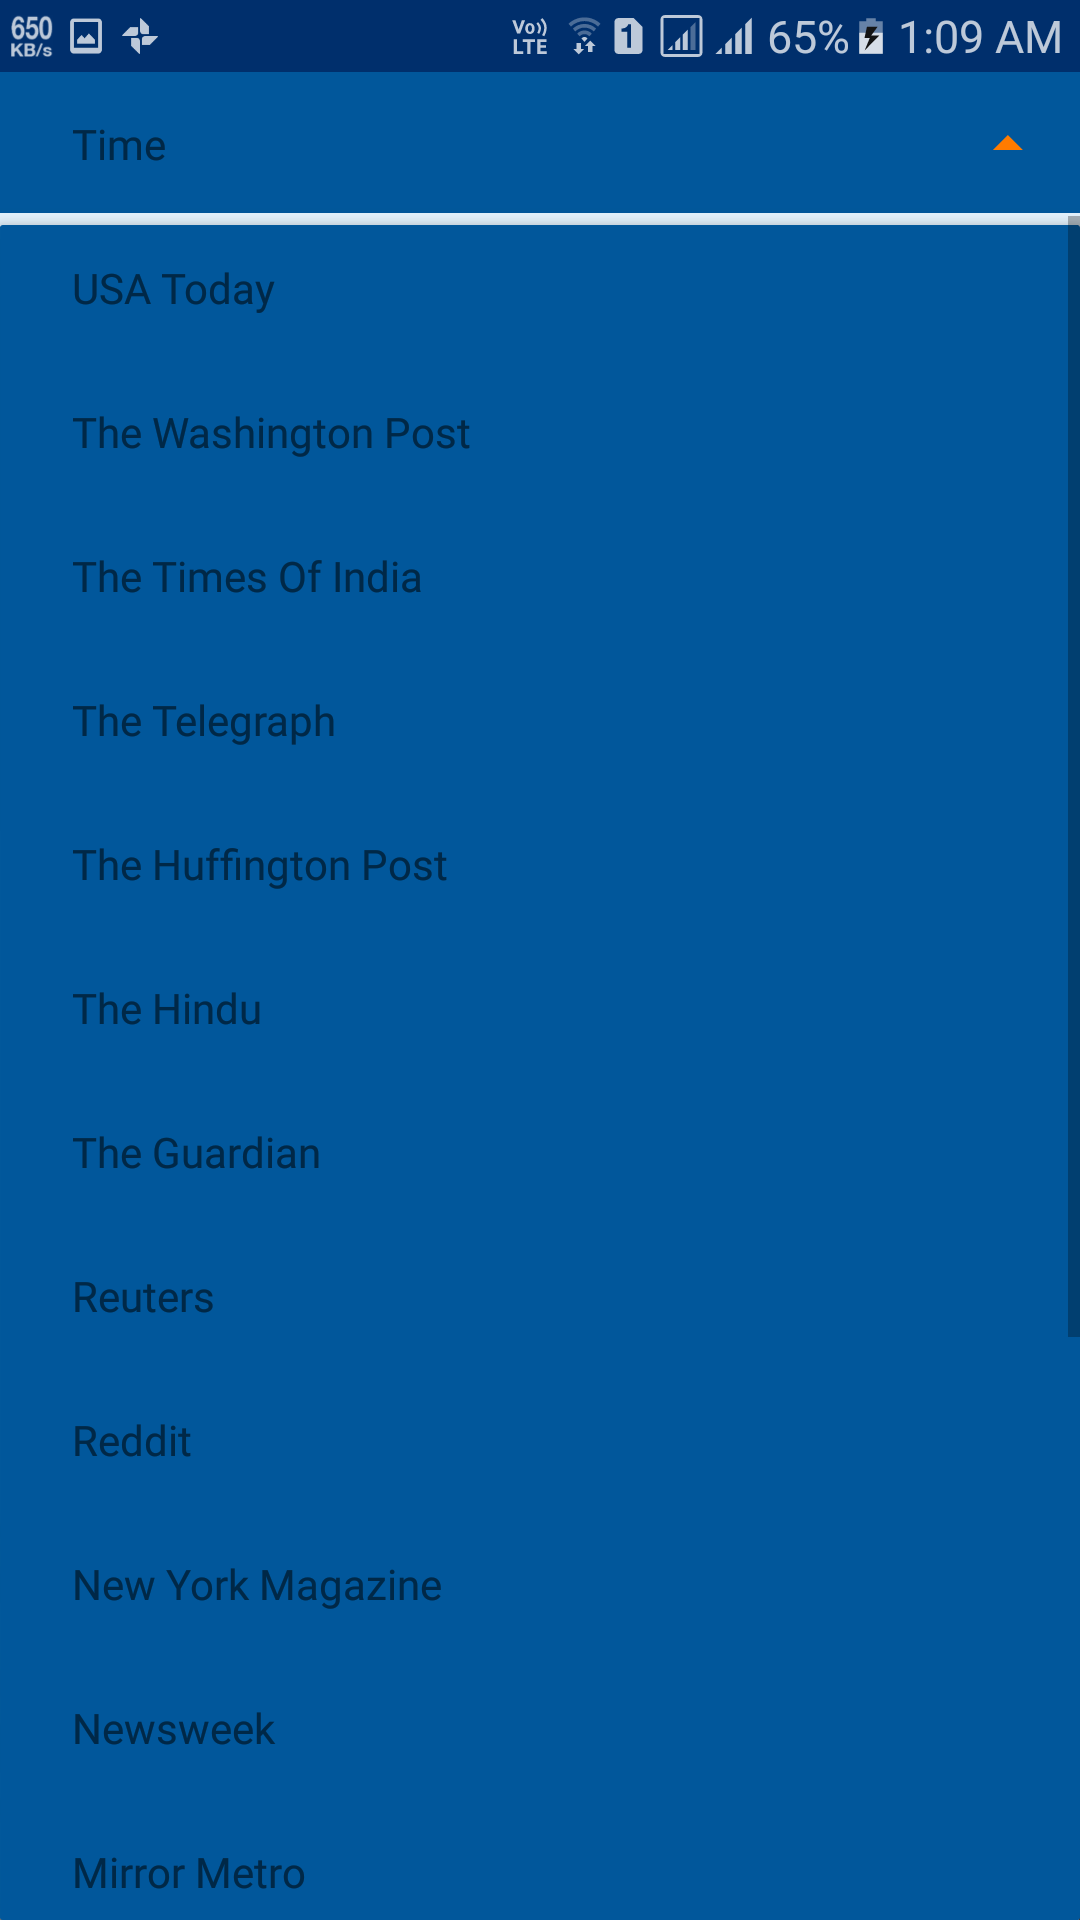 650
KB/s
Vo))
LTE
1
65%
1:09 AM
Time
USA Today
The Washington Post
The Times Of India
The Telegraph
The Huffington Post
The Hindu
The Guardian
Reuters
Reddit
New York Magazine
Newsweek
Mirror Metro